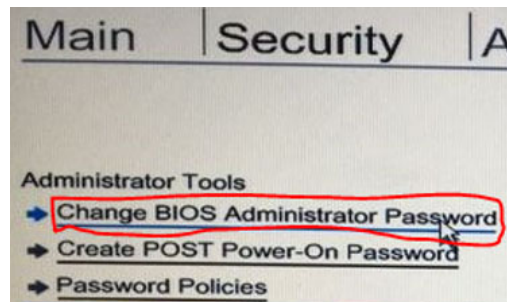 Main Security A
Administrator Tools
Change BIOS Administrator Password
Create POST Power-On Password
Password Policies